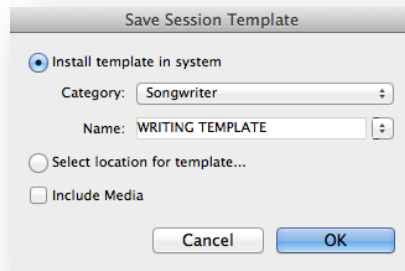 Save Session Template
Install template in system
Category: Songwriter
Name: WRITING TEMPLATE
Select location for template...
Include Media
Cancel OK